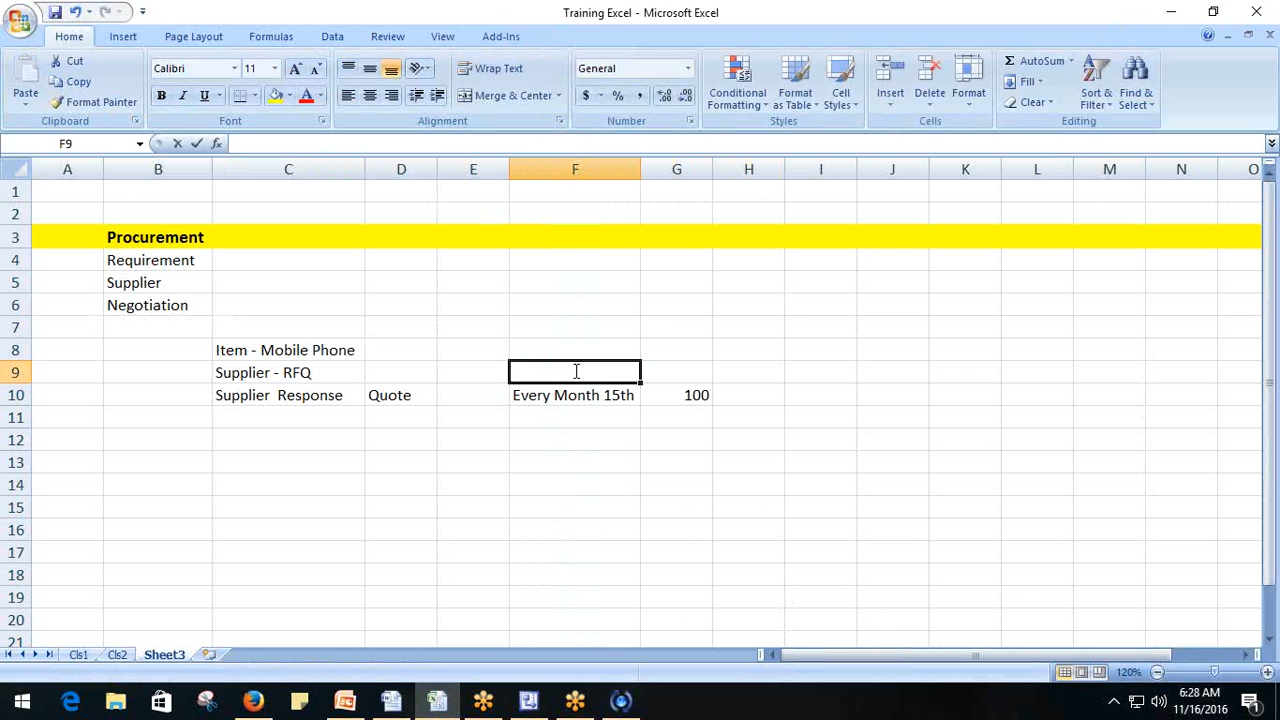 Training Excel - Microsoft Excel
Home Insert Page Layout Formulas Data Review View Add-Ins
Paste Cut Copy Format Painter Clipboard
Calibri 11 Font
Wrap Text Merge & Center Alignment
General Number
Conditional Formatting Format as Table Cell Styles Styles
Insert Delete Format Cells
AutoSum Fill Clear Sort & Filter Find & Select Editing
F9
A B C D E F G H I J K L M N O
1
2
3 Procurement
4 Requirement
5 Supplier
6 Negotiation
7
8 Item - Mobile Phone
9 Supplier - RFQ
10 Supplier Response Quote Every Month 15th 100
11
12
13
14
15
16
17
18
19
20
21
Cls1 Cls2 Sheet3
120%
6:28 AM
11/16/2016